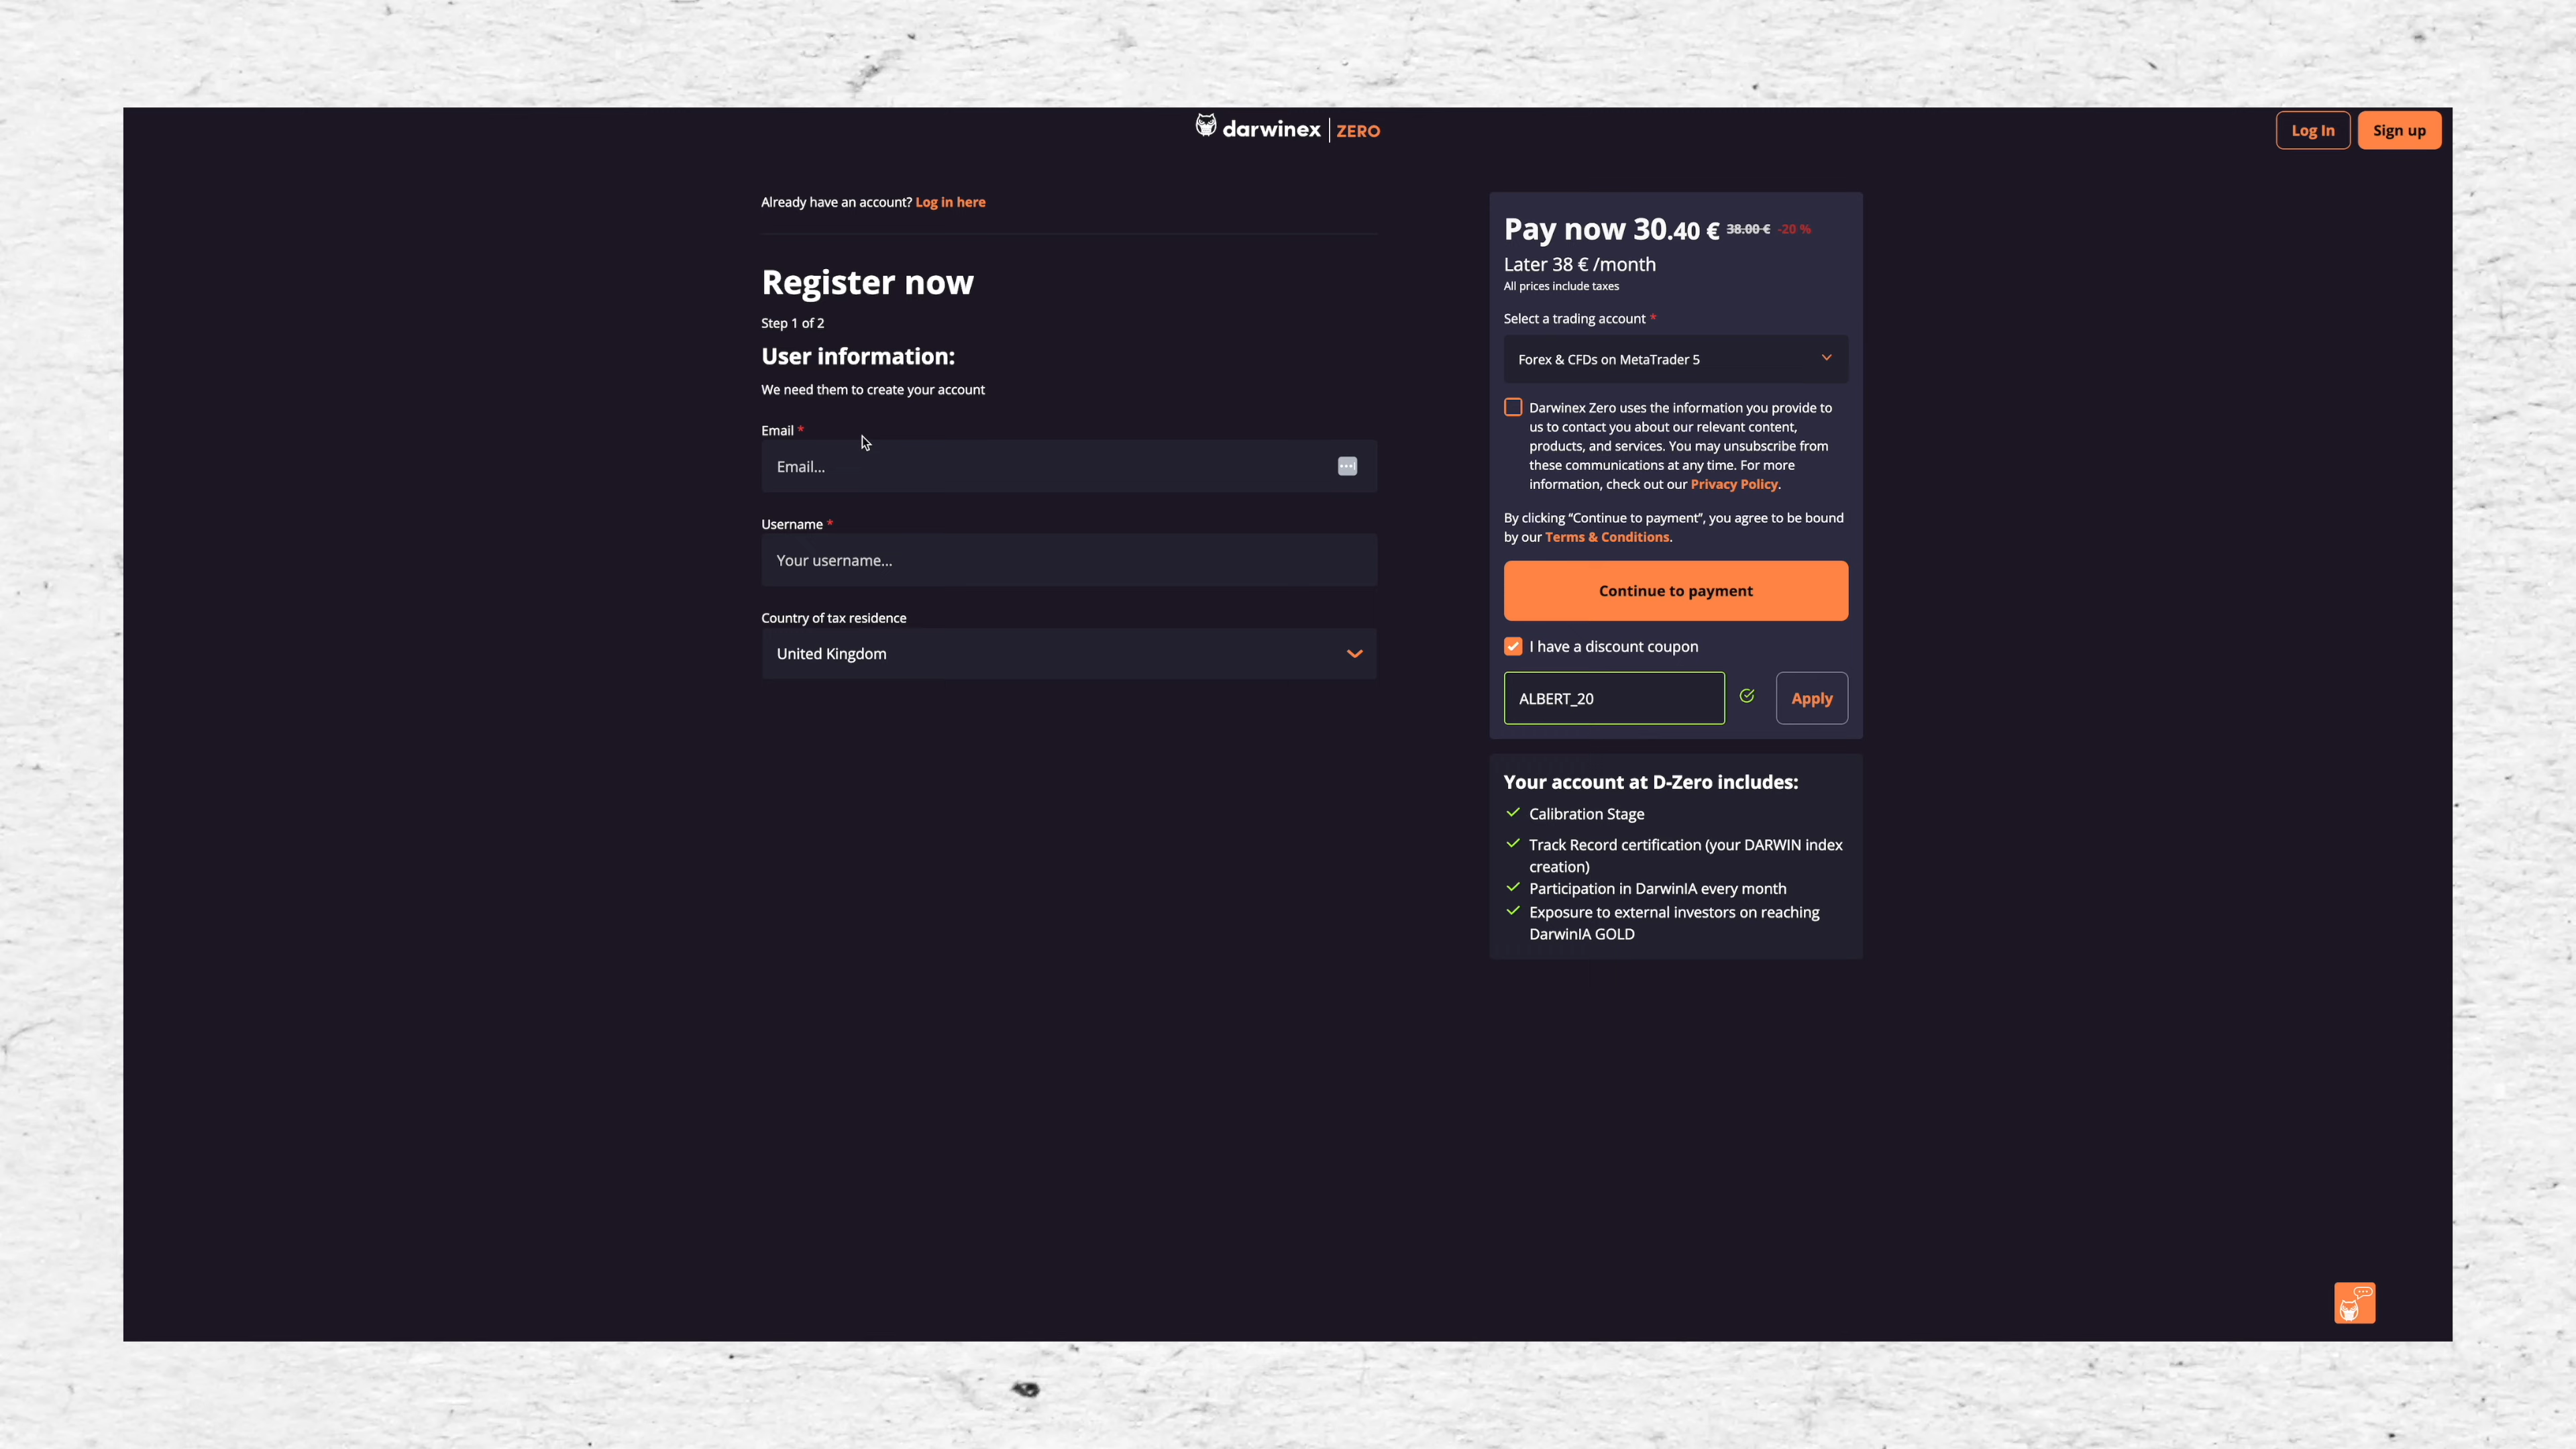 darwinex | ZERO
Log In
Sign up
Already have an account? Log in here
Register now
Step 1 of 2
User information:
We need them to create your account
Email *
Email...
Username *
Your username...
Country of tax residence
United Kingdom
Pay now 30.40 € 38.00 € -20 %
Later 38 € /month
All prices include taxes
Select a trading account *
Forex & CFDs on MetaTrader 5
Darwinex Zero uses the information you provide to
us to contact you about our relevant content,
products, and services. You may unsubscribe from
these communications at any time. For more
information, check out our Privacy Policy.
By clicking “Continue to payment”, you agree to be bound
by our Terms & Conditions.
Continue to payment
I have a discount coupon
ALBERT_20
Apply
Your account at D-Zero includes:
Calibration Stage
Track Record certification (your DARWIN index
creation)
Participation in DarwinIA every month
Exposure to external investors on reaching
DarwinIA GOLD